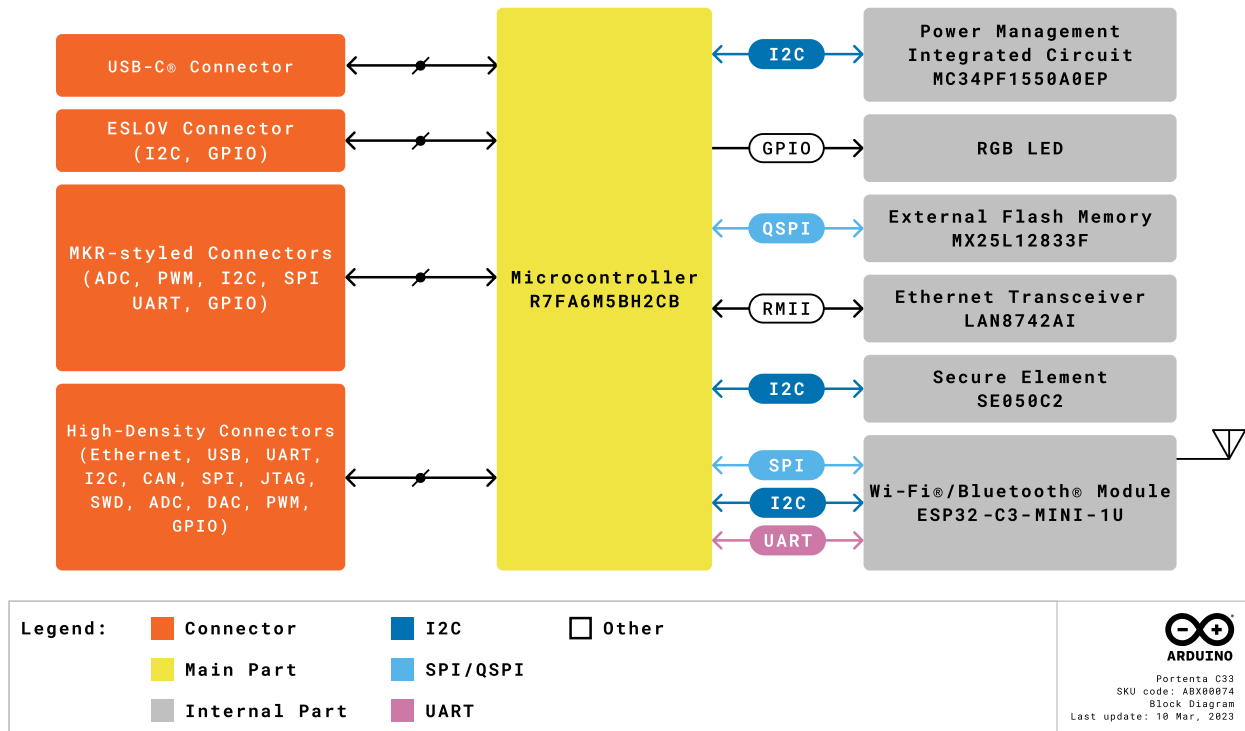 USB-C® Connector
ESLOV Connector
(I2C, GPIO)
MKR-styled Connectors
(ADC, PWM, I2C, SPI
UART, GPIO)
High-Density Connectors
(Ethernet, USB, UART,
I2C, CAN, SPI, JTAG,
SWD, ADC, DAC, PWM,
GPIO)
Microcontroller
R7FA6M5BH2CB
I2C
GPIO
QSPI
RMII
I2C
SPI
I2C
UART
Power Management
Integrated Circuit
MC34PF1550A0EP
RGB LED
External Flash Memory
MX25L12833F
Ethernet Transceiver
LAN8742AI
Secure Element
SE050C2
Wi-Fi®/Bluetooth® Module
ESP32-C3-MINI-1U
Legend:
Connector
Main Part
Internal Part
I2C
SPI/QSPI
UART
Other
ARDUINO
Portenta C33
SKU code: ABX00074
Block Diagram
Last update: 10 Mar, 2023